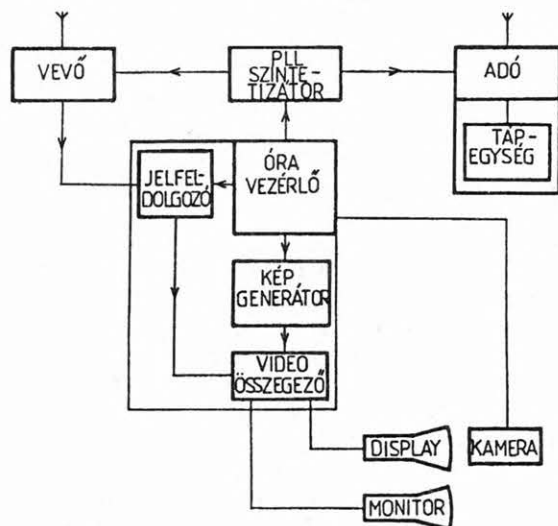 VEVŐ
PLL
SZINTE-
TIZÁTOR
ADÓ
TÁP-
EGYSÉG
JELFEL-
DOLGOZÓ
ÓRA
VEZÉRLŐ
KÉP
GENERÁTOR
VIDEO
ÖSSZEGEZŐ
DISPLAY
KAMERA
MONITOR